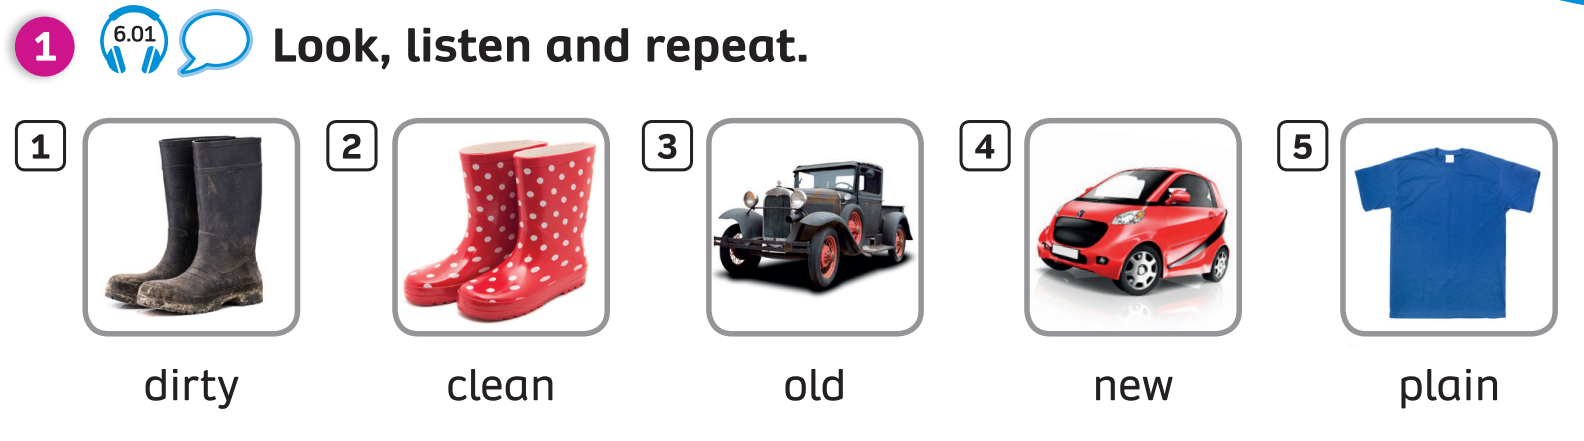 1 6.01 Look, listen and repeat.
1 2 3 4 5
dirty clean old new plain